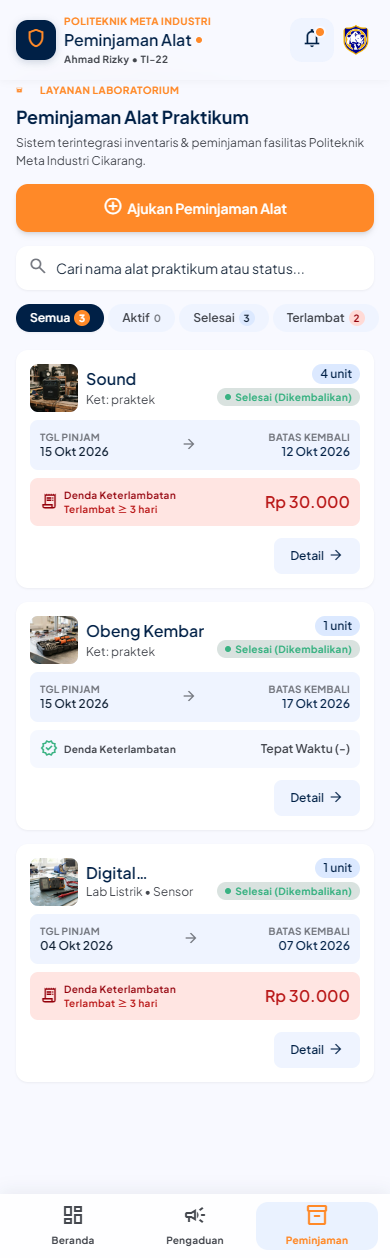 POLITEKNIK META INDUSTRI
Peminjaman Alat
Ahmad Rizky • TI-22
LAYANAN LABORATORIUM
Peminjaman Alat Praktikum
Sistem terintegrasi inventaris & peminjaman fasilitas Politeknik
Meta Industri Cikarang.
Ajukan Peminjaman Alat
Cari nama alat praktikum atau status...
Semua 3 Aktif 0 Selesai 3 Terlambat 2
Sound
4 unit
Ket: praktek
Selesai (Dikembalikan)
TGL PINJAM
BATAS KEMBALI
15 Okt 2026 → 12 Okt 2026
Denda Keterlambatan
Terlambat ≥ 3 hari
Rp 30.000
Detail →
Obeng Kembar
1 unit
Ket: praktek
Selesai (Dikembalikan)
TGL PINJAM
BATAS KEMBALI
15 Okt 2026 → 17 Okt 2026
Denda Keterlambatan
Tepat Waktu (-)
Detail →
Digital...
1 unit
Lab Listrik • Sensor
Selesai (Dikembalikan)
TGL PINJAM
BATAS KEMBALI
04 Okt 2026 → 07 Okt 2026
Denda Keterlambatan
Terlambat ≥ 3 hari
Rp 30.000
Detail →
Beranda Pengaduan Peminjaman